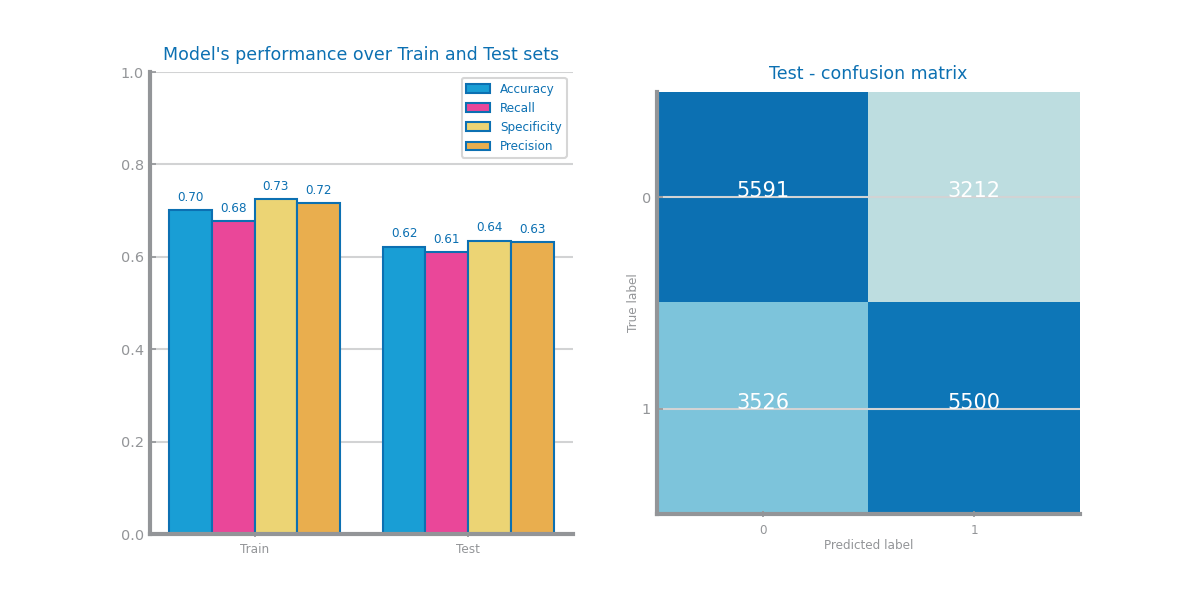 Model's performance over Train and Test sets
1.0
0.8
0.6
0.4
0.2
0.0
Accuracy
Recall
Specificity
Precision
0.70
0.68
0.73
0.72
0.62
0.61
0.64
0.63
Train
Test
Test - confusion matrix
True label
0
1
5591
3212
3526
5500
0
1
Predicted label